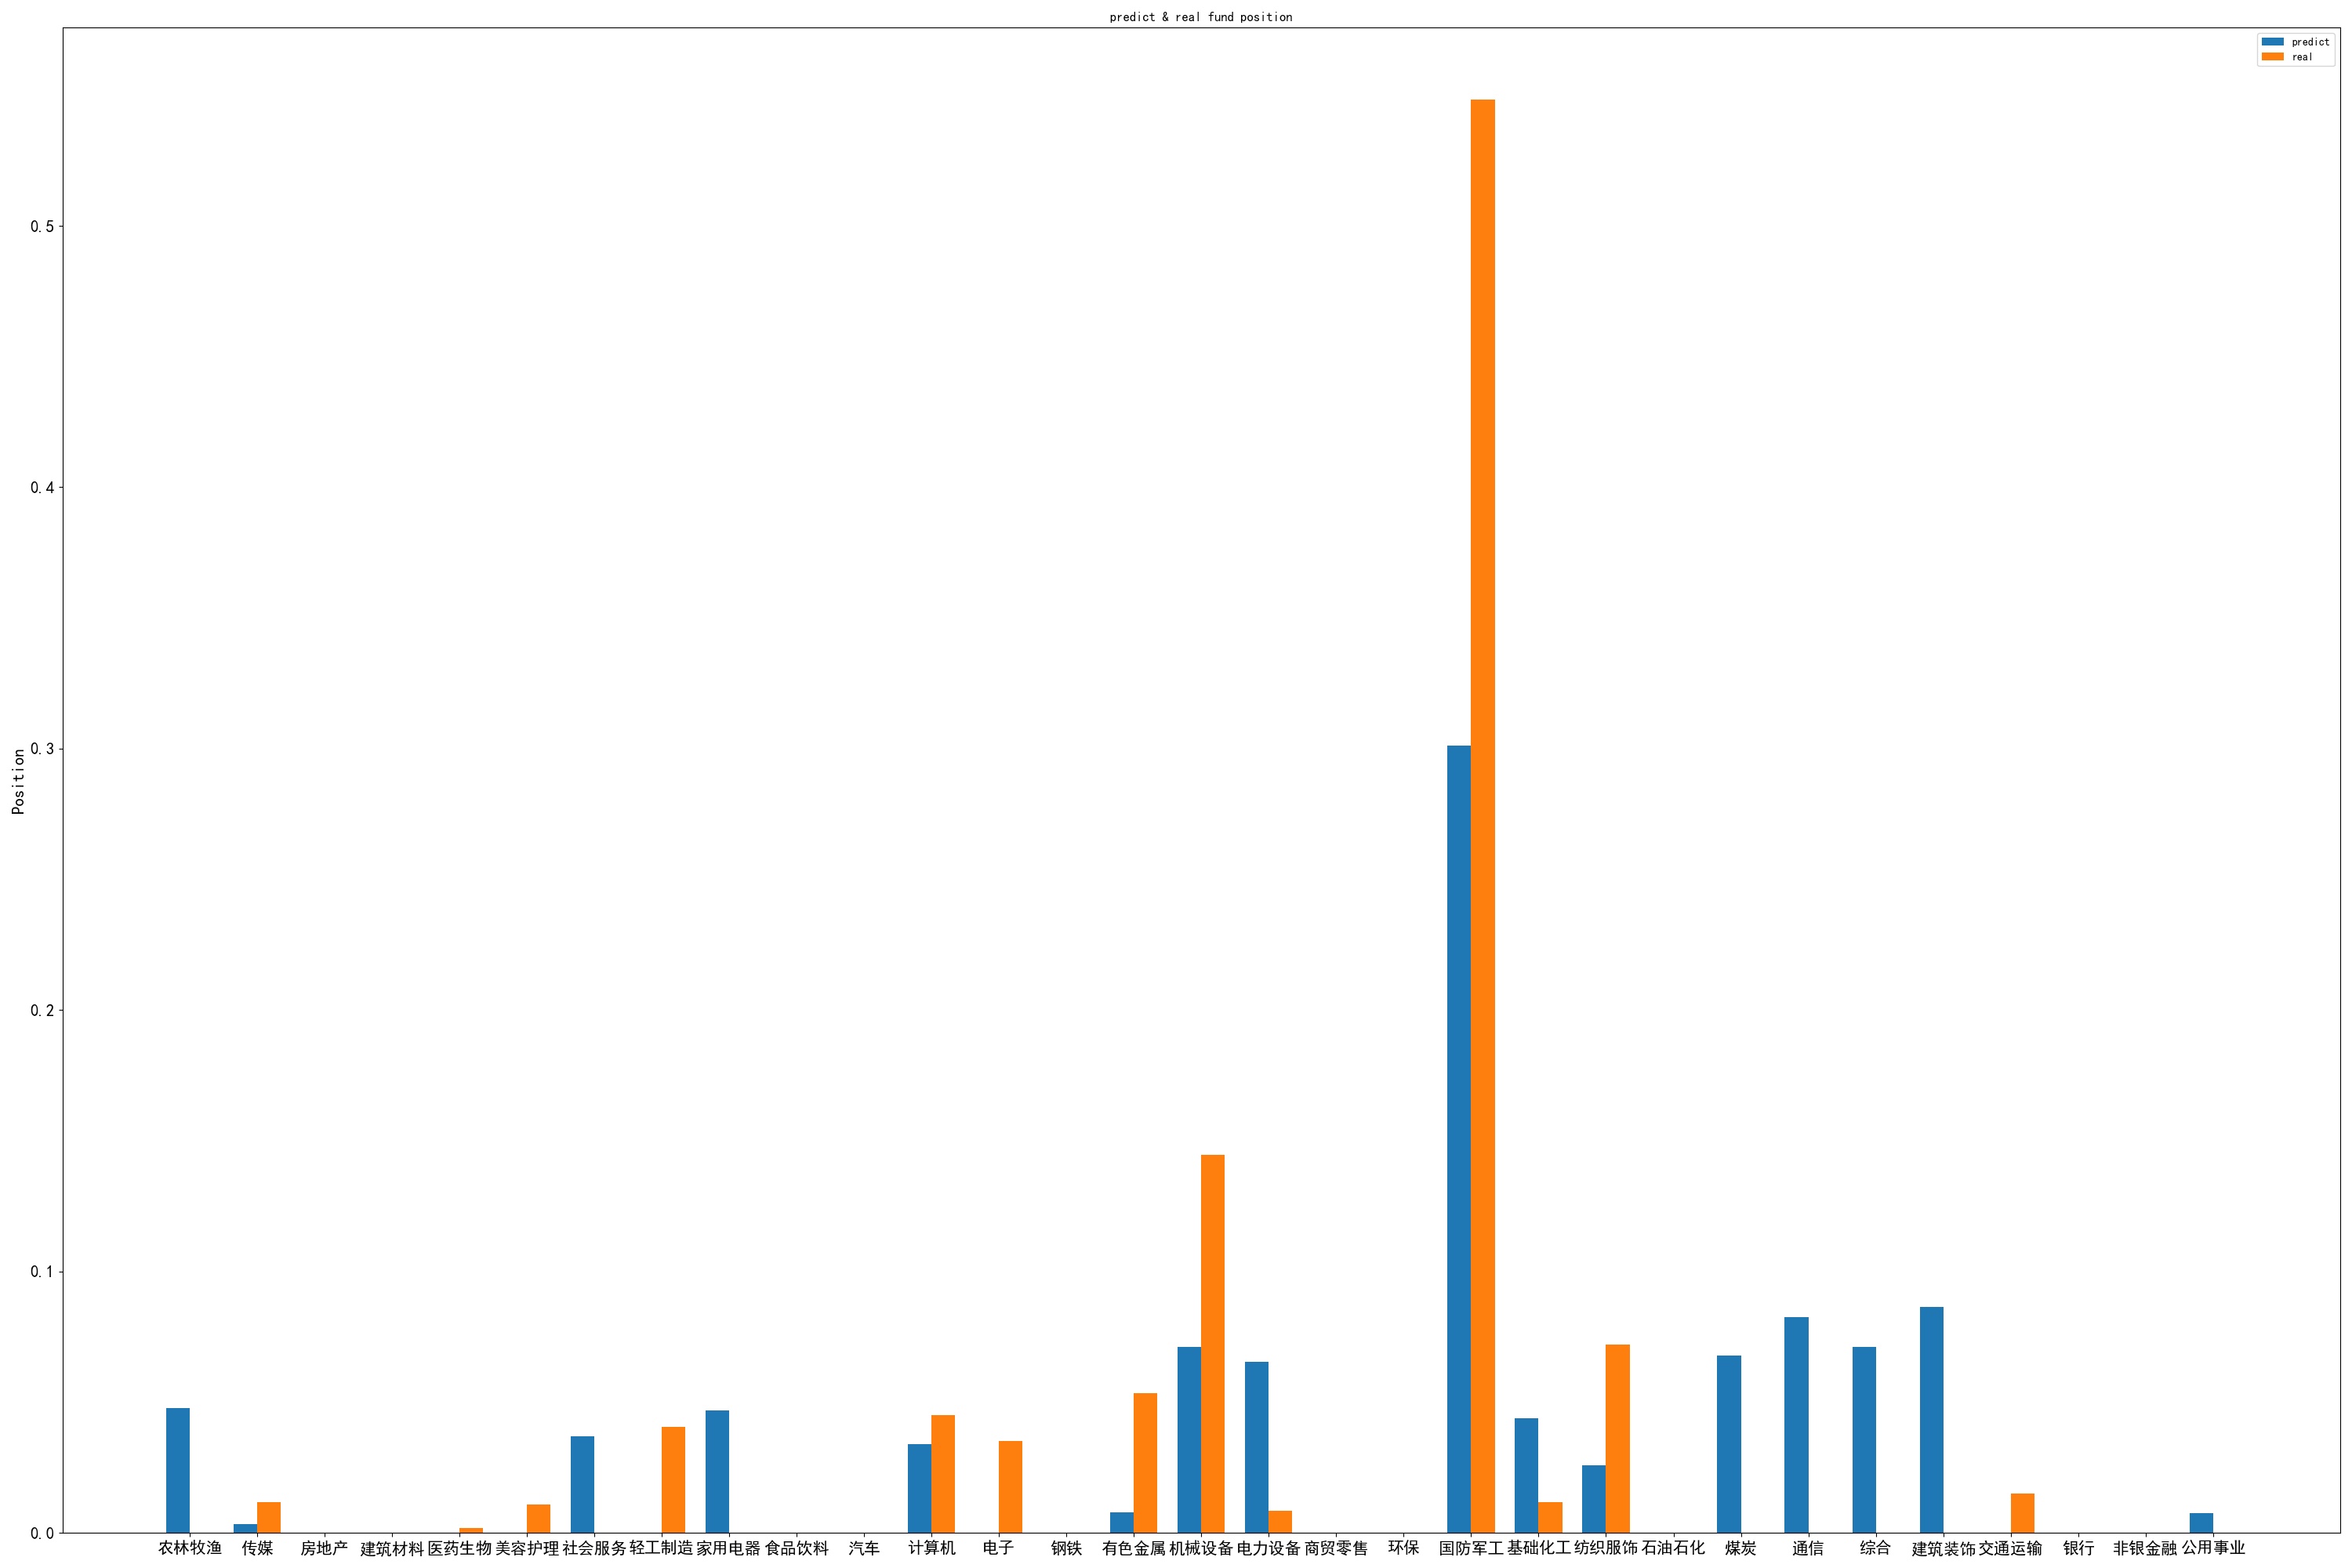 predict & real fund position
predict
real
Position
0.5
0.4
0.3
0.2
0.1
0.0
农林牧渔 传媒 房地产 建筑材料 医药生物 美容护理 社会服务 轻工制造 家用电器 食品饮料 汽车 计算机 电子 钢铁 有色金属 机械设备 电力设备 商贸零售 环保 国防军工 基础化工 纺织服饰 石油石化 煤炭 通信 综合 建筑装饰 交通运输 银行 非银金融 公用事业